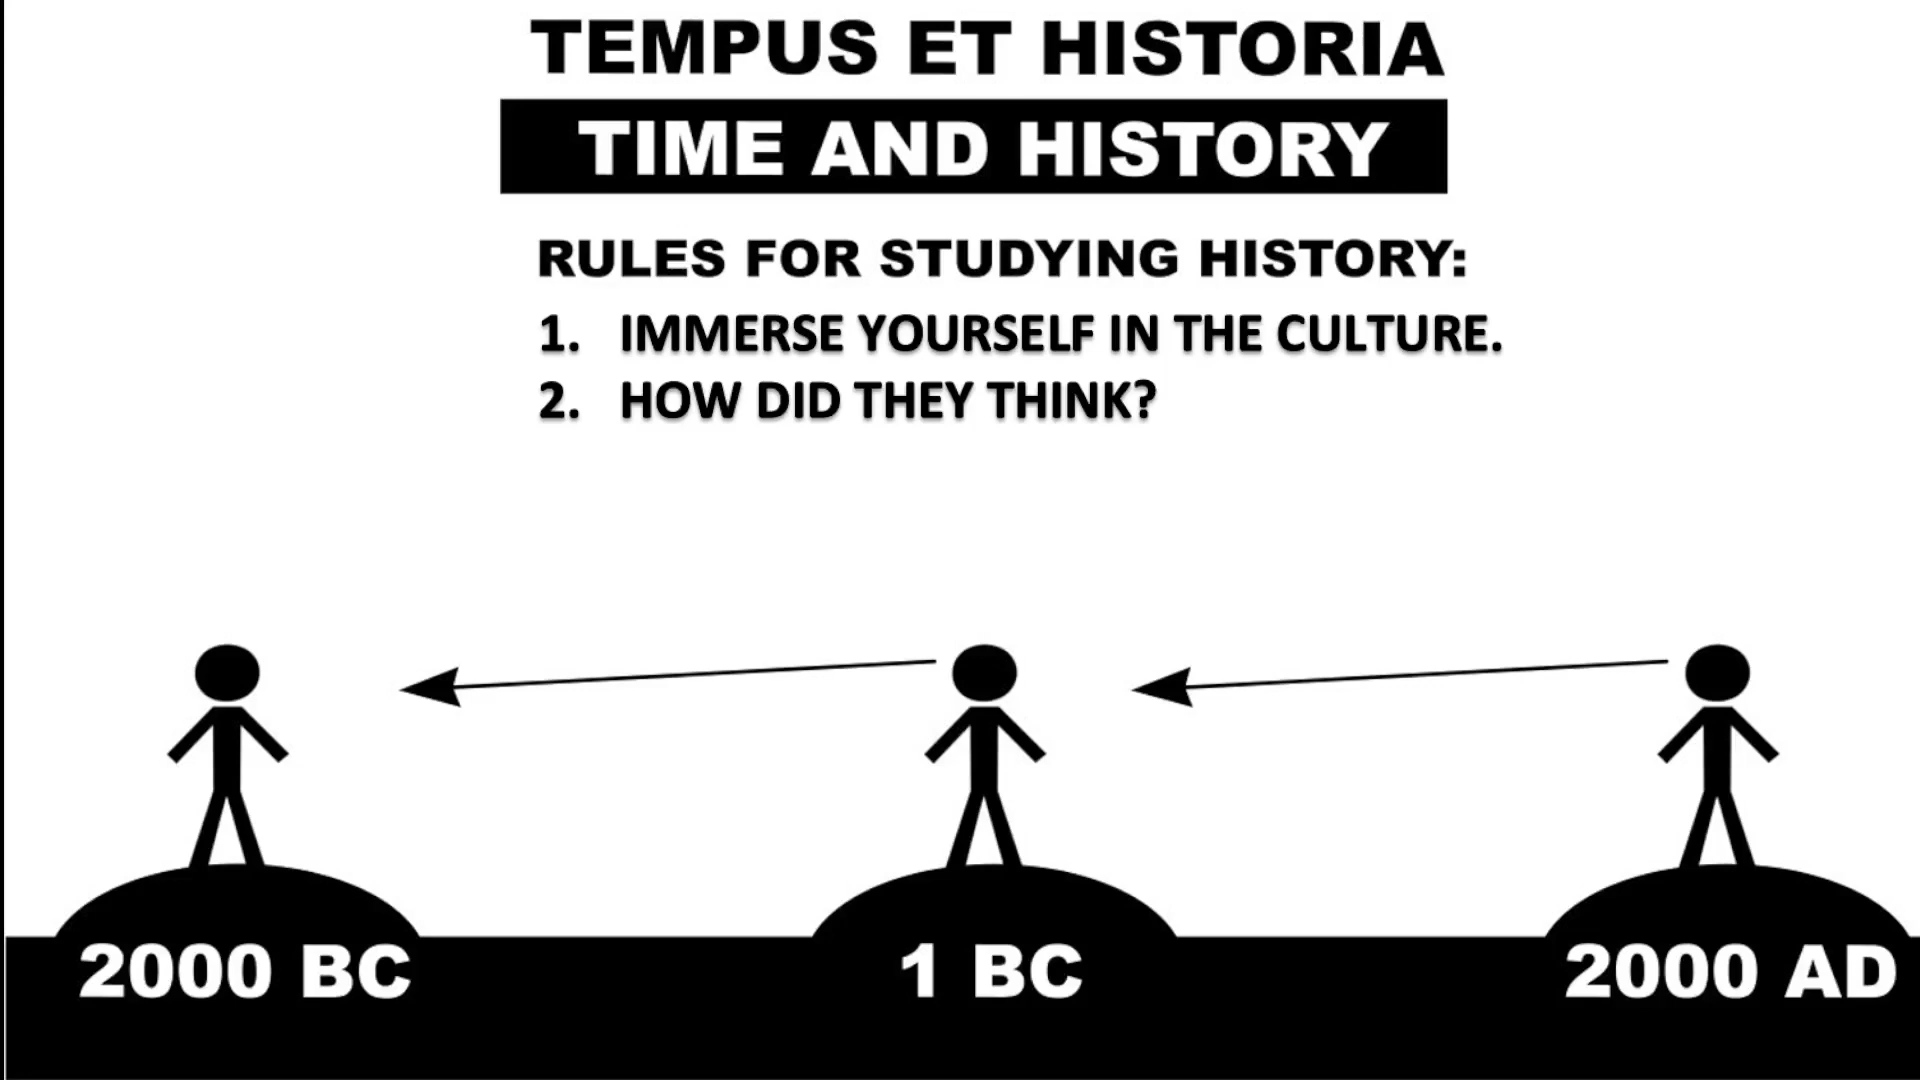 TEMPUS ET HISTORIA
TIME AND HISTORY
RULES FOR STUDYING HISTORY:
1. IMMERSE YOURSELF IN THE CULTURE.
2. HOW DID THEY THINK?
2000 BC
1 BC
2000 AD